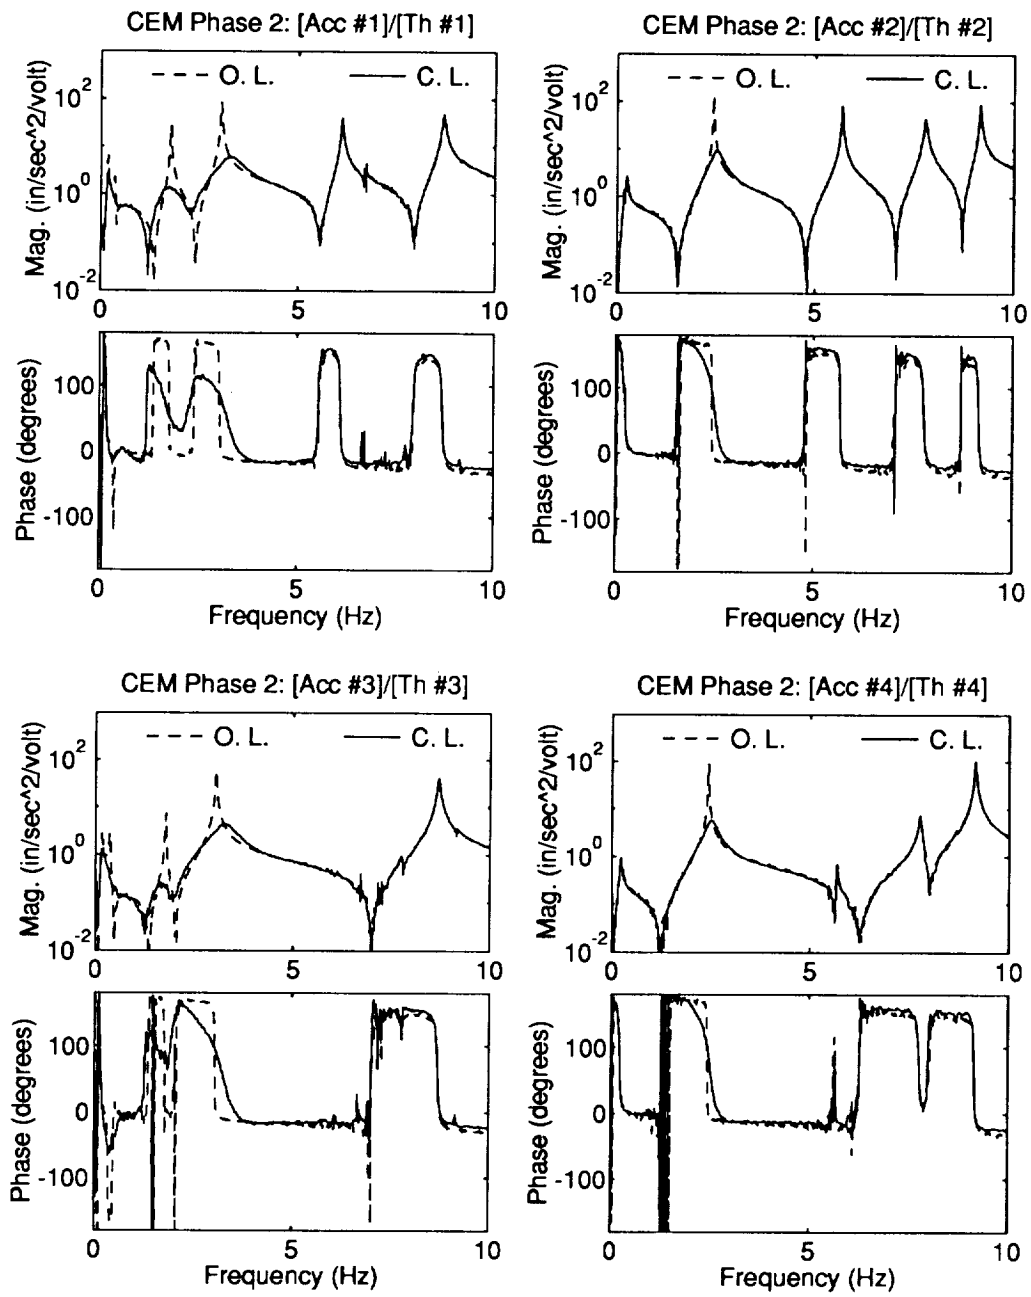 CEM Phase 2: [Acc #1]/[Th #1]
O. L.
C. L.
Mag. (in/sec^2/volt)
10^2
10^0
10^-2
0
5
10
Phase (degrees)
100
0
-100
0
5
10
Frequency (Hz)
CEM Phase 2: [Acc #2]/[Th #2]
O. L.
C. L.
Mag. (in/sec^2/volt)
10^2
10^0
10^-2
0
5
10
Phase (degrees)
100
0
-100
0
5
10
Frequency (Hz)
CEM Phase 2: [Acc #3]/[Th #3]
O. L.
C. L.
Mag. (in/sec^2/volt)
10^2
10^0
10^-2
0
5
10
Phase (degrees)
100
0
-100
0
5
10
Frequency (Hz)
CEM Phase 2: [Acc #4]/[Th #4]
O. L.
C. L.
Mag. (in/sec^2/volt)
10^2
10^0
10^-2
0
5
10
Phase (degrees)
100
0
-100
0
5
10
Frequency (Hz)